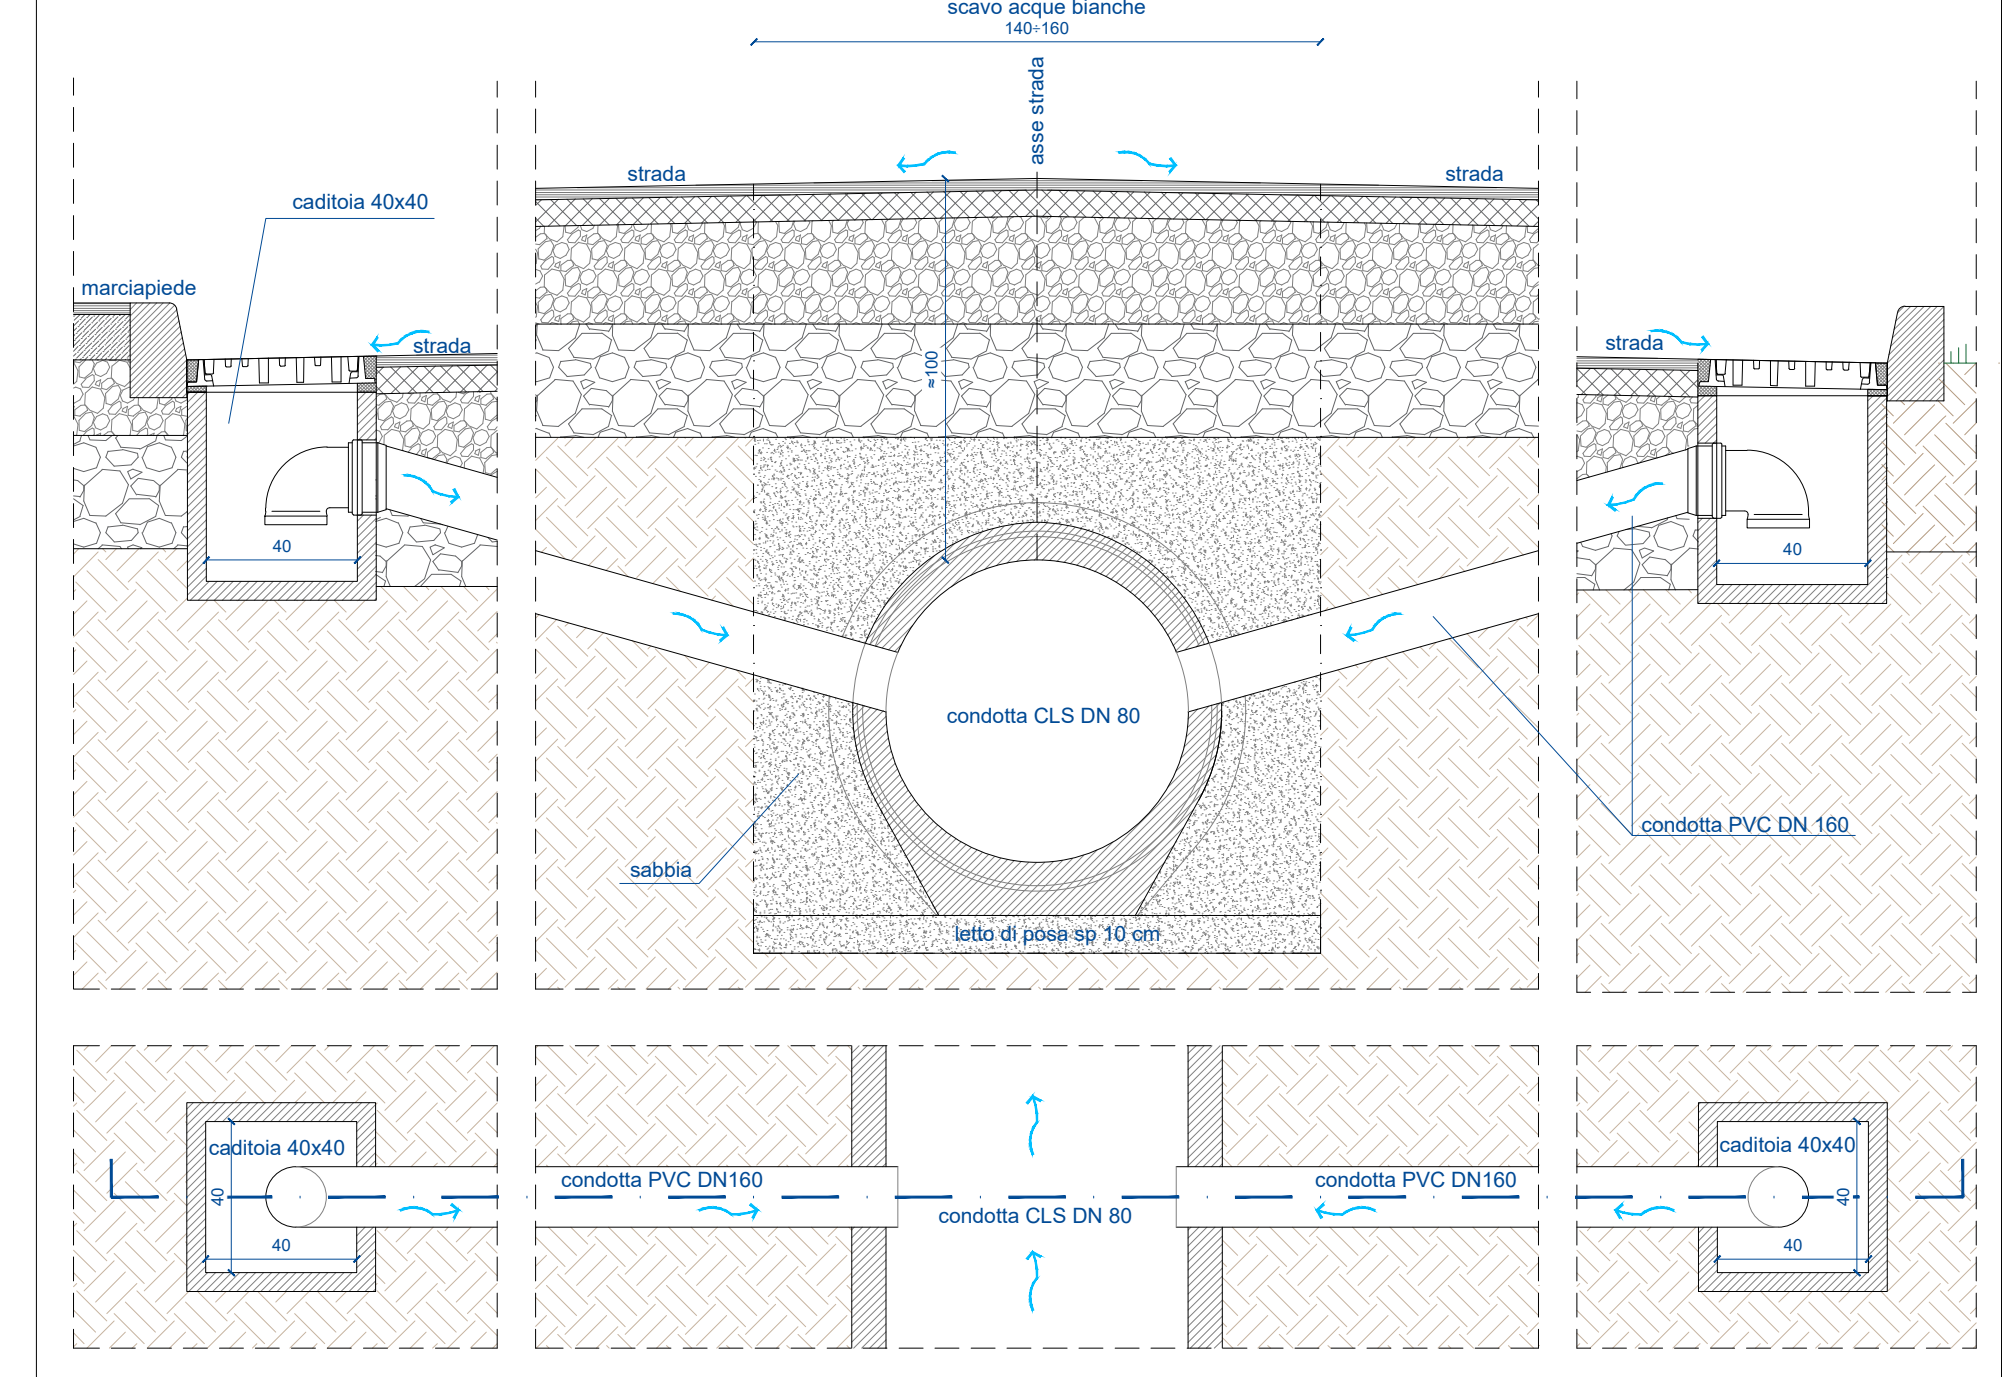 scavo acque bianche
140÷160
asse strada
strada
strada
caditoia 40x40
marciapiede
strada
strada
≈100
40
40
condotta CLS DN 80
condotta PVC DN 160
sabbia
letto di posa sp 10 cm
caditoia 40x40
caditoia 40x40
condotta PVC DN160
condotta PVC DN160
40
40
condotta CLS DN 80
40
40